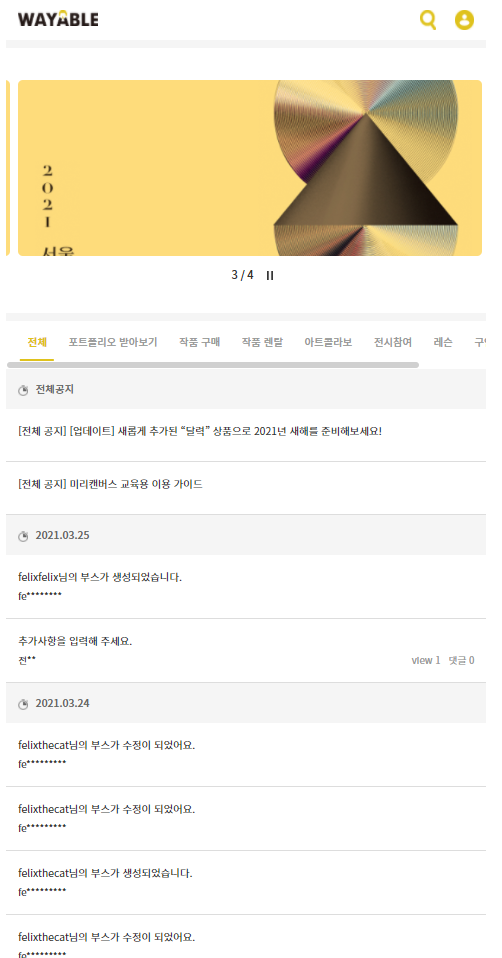 WAYABLE
2021
서울
3 / 4
전체 포트폴리오 받아보기 작품 구매 작품 렌탈 아트콜라보 전시참여 레슨
전체공지
[전체 공지] [업데이트] 새롭게 추가된 “달력” 상품으로 2021년 새해를 준비해보세요!
[전체 공지] 미리캔버스 교육용 이용 가이드
2021.03.25
felixfelix님의 부스가 생성되었습니다.
fe********
추가사항을 입력해 주세요.
전**
view 1 댓글 0
2021.03.24
felixthecat님의 부스가 수정이 되었어요.
fe*********
felixthecat님의 부스가 수정이 되었어요.
fe*********
felixthecat님의 부스가 생성되었습니다.
fe*********
felixthecat님의 부스가 수정이 되었어요.
fe*********